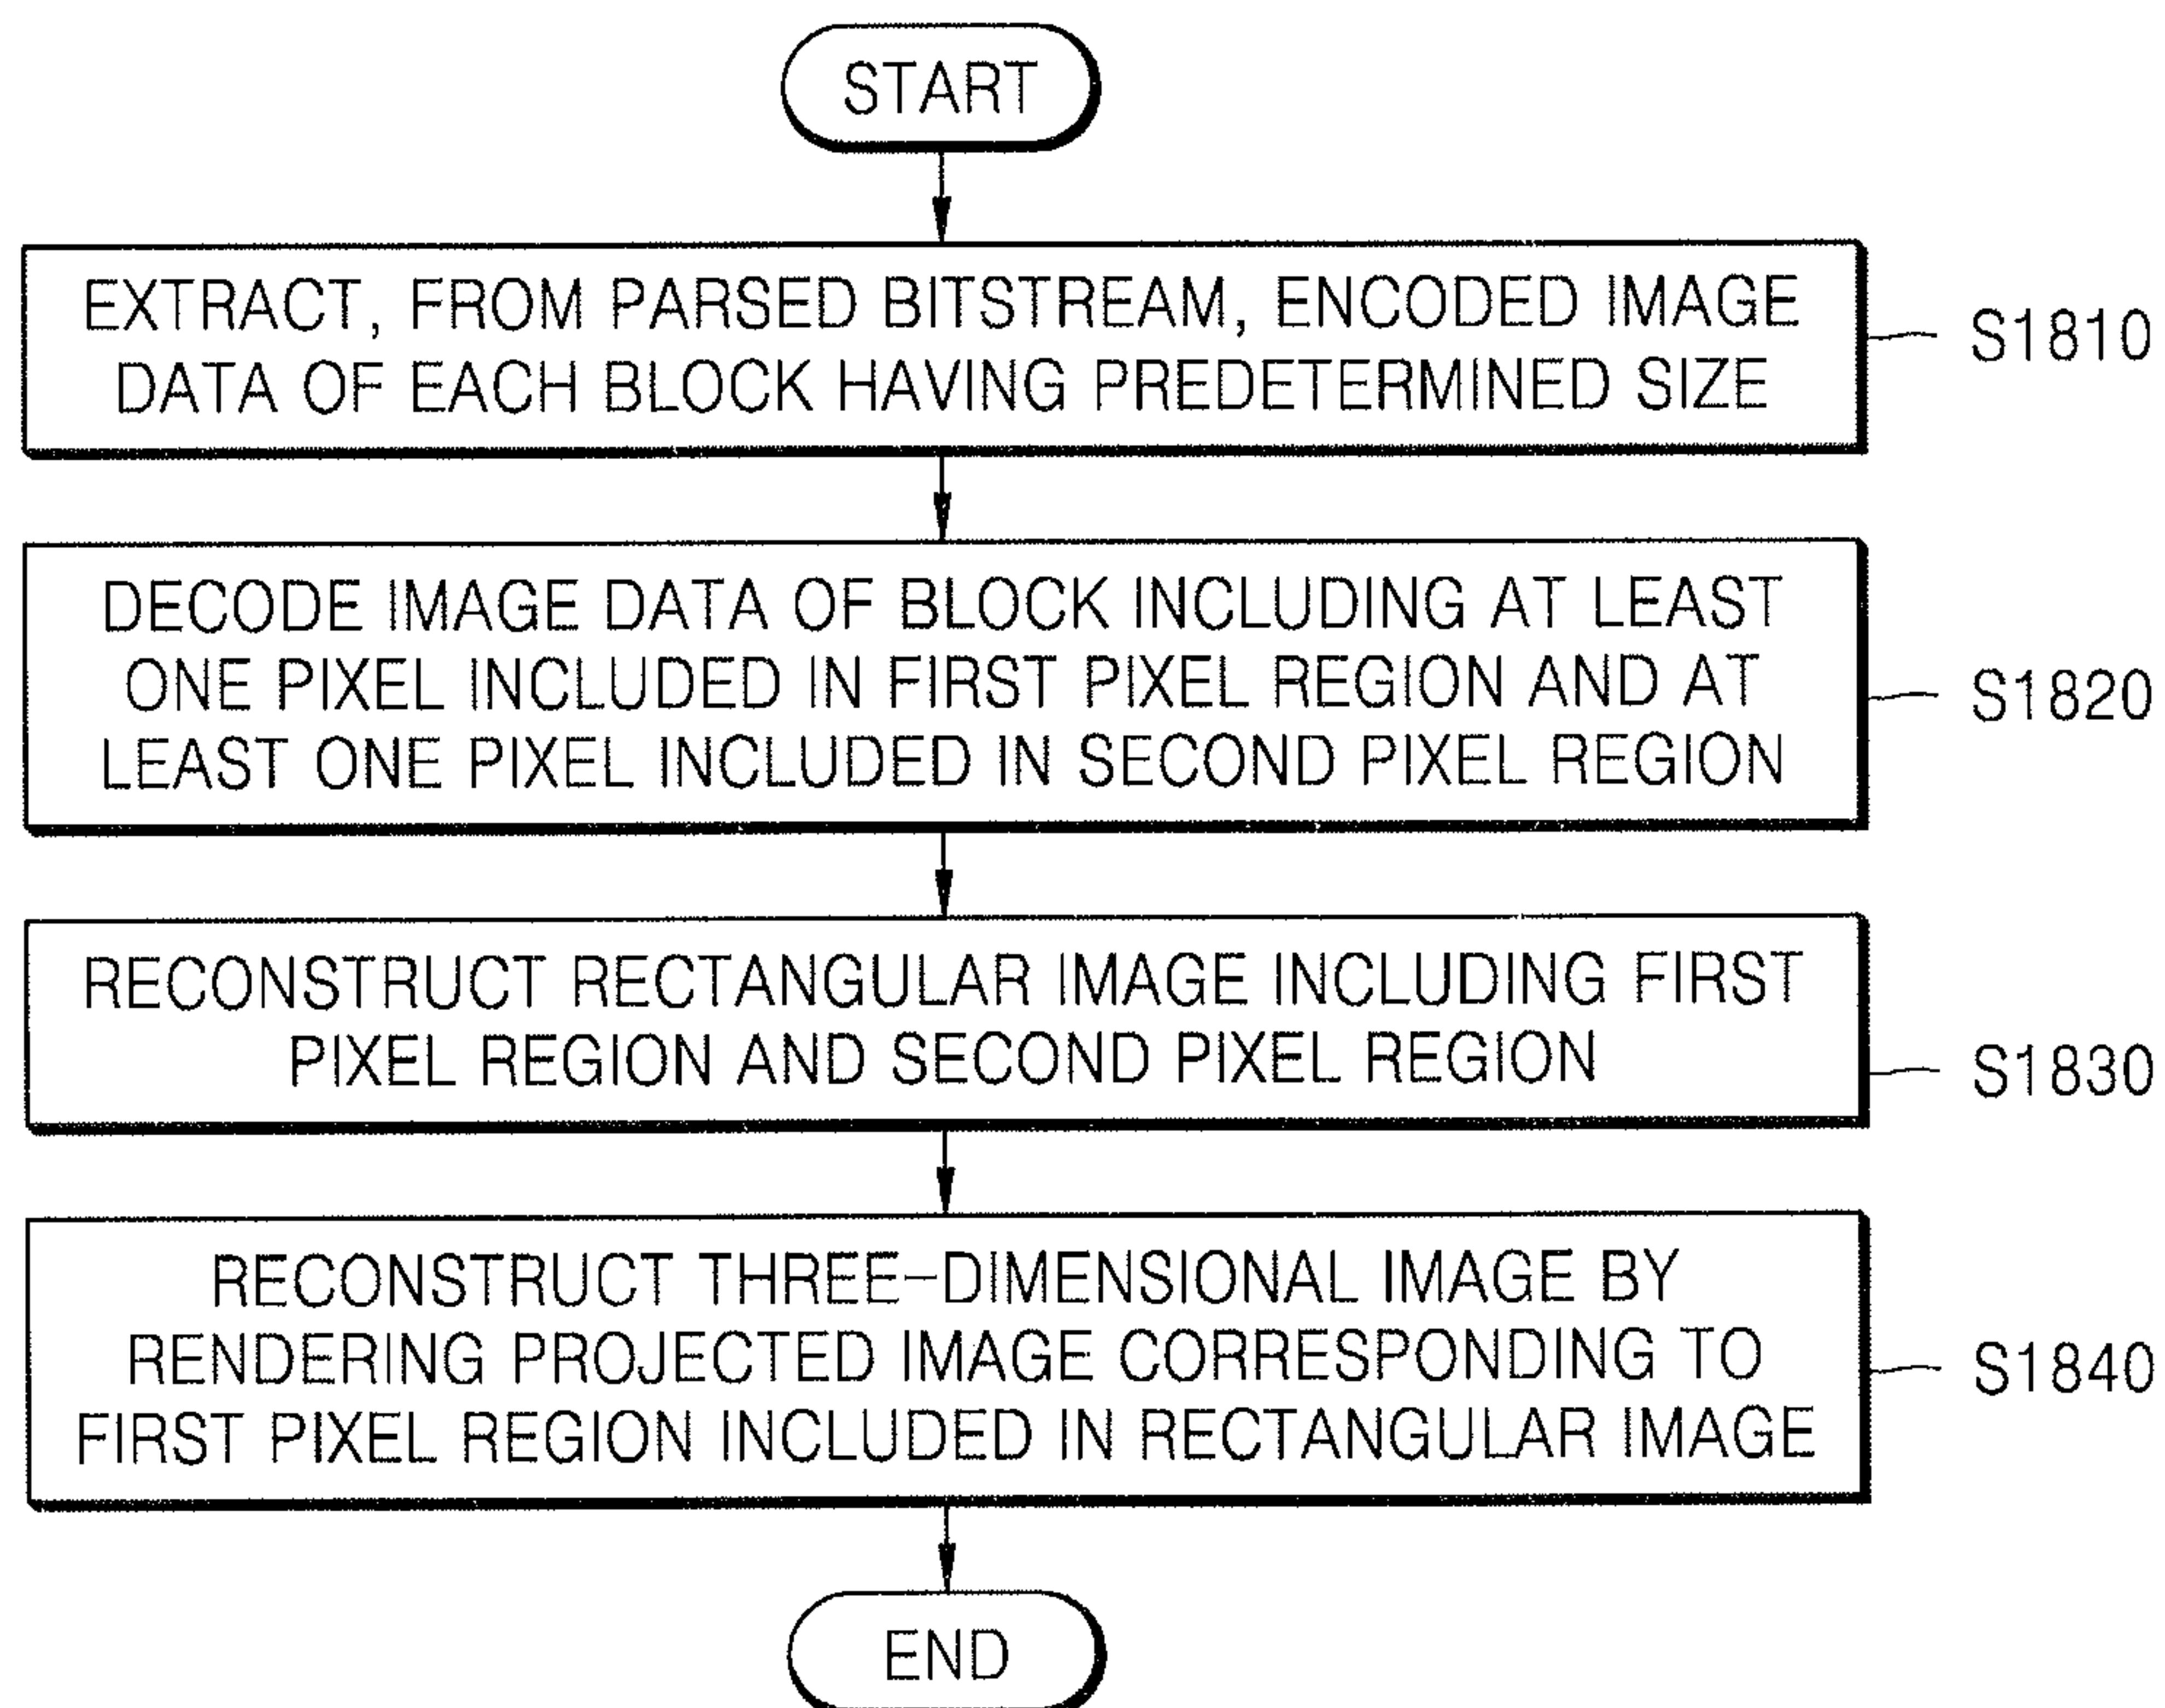 START
EXTRACT, FROM PARSED BITSTREAM, ENCODED IMAGE
DATA OF EACH BLOCK HAVING PREDETERMINED SIZE
S1810
DECODE IMAGE DATA OF BLOCK INCLUDING AT LEAST
ONE PIXEL INCLUDED IN FIRST PIXEL REGION AND AT
LEAST ONE PIXEL INCLUDED IN SECOND PIXEL REGION
S1820
RECONSTRUCT RECTANGULAR IMAGE INCLUDING FIRST
PIXEL REGION AND SECOND PIXEL REGION
S1830
RECONSTRUCT THREE-DIMENSIONAL IMAGE BY
RENDERING PROJECTED IMAGE CORRESPONDING TO
FIRST PIXEL REGION INCLUDED IN RECTANGULAR IMAGE
S1840
END